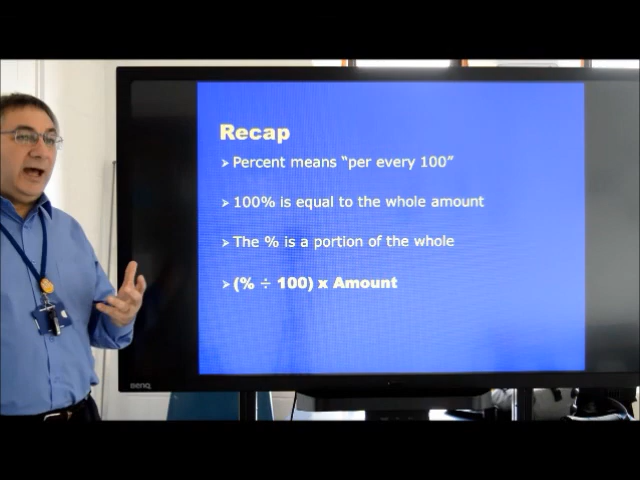 Recap
➢ Percent means “per every 100”
➢ 100% is equal to the whole amount
➢ The % is a portion of the whole
➢ (% ÷ 100) x Amount
BenQ